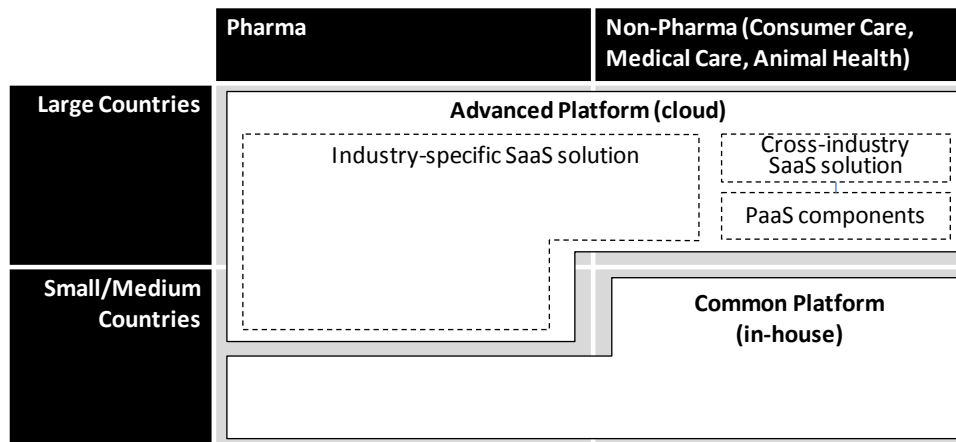 Pharma
Non-Pharma (Consumer Care,
Medical Care, Animal Health)
Large Countries
Advanced Platform (cloud)
Industry-specific SaaS solution
Cross-industry
SaaS solution
PaaS components
Small/Medium
Countries
Common Platform
(in-house)